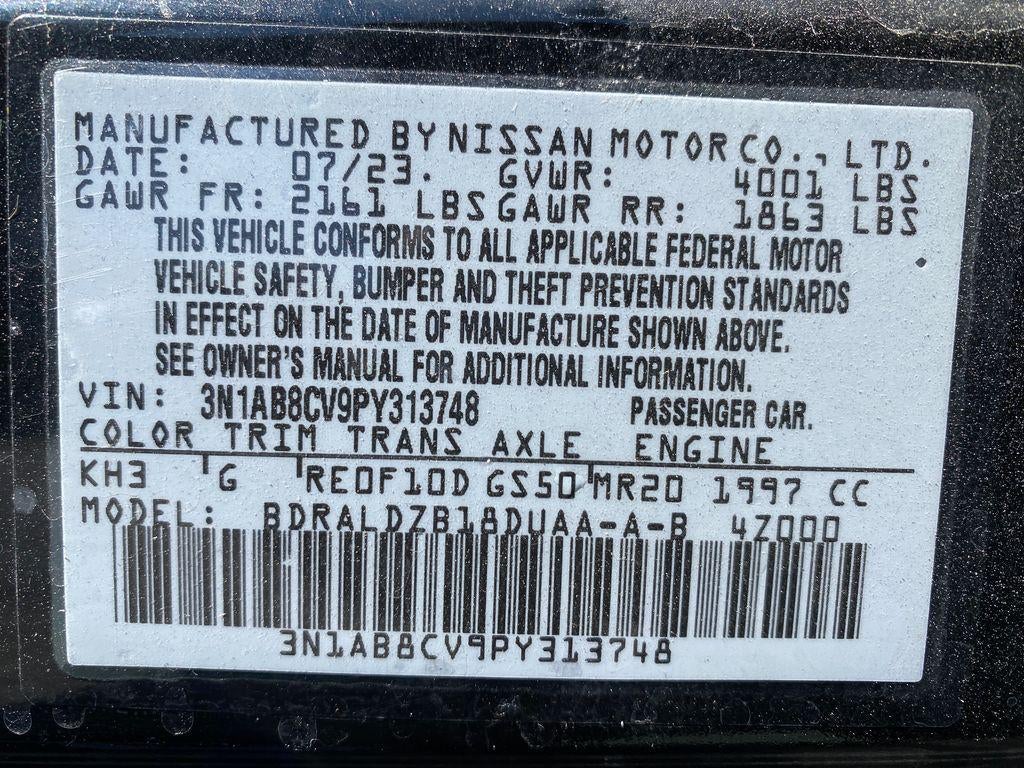 MANUFACTURED BY NISSAN MOTOR CO., LTD.
DATE: 07/23. GVWR: 4001 LBS
GAWR FR: 2161 LBS GAWR RR: 1863 LBS
THIS VEHICLE CONFORMS TO ALL APPLICABLE FEDERAL MOTOR
VEHICLE SAFETY, BUMPER AND THEFT PREVENTION STANDARDS
IN EFFECT ON THE DATE OF MANUFACTURE SHOWN ABOVE.
SEE OWNER'S MANUAL FOR ADDITIONAL INFORMATION.
VIN: 3N1AB8CV9PY313748 PASSENGER CAR.
COLOR TRIM TRANS AXLE ENGINE
KH3 G RE0F10D GS50 MR20 1997 CC
MODEL: BDRALDZB18DUAA-A-B 4Z000
3N1AB8CV9PY313748